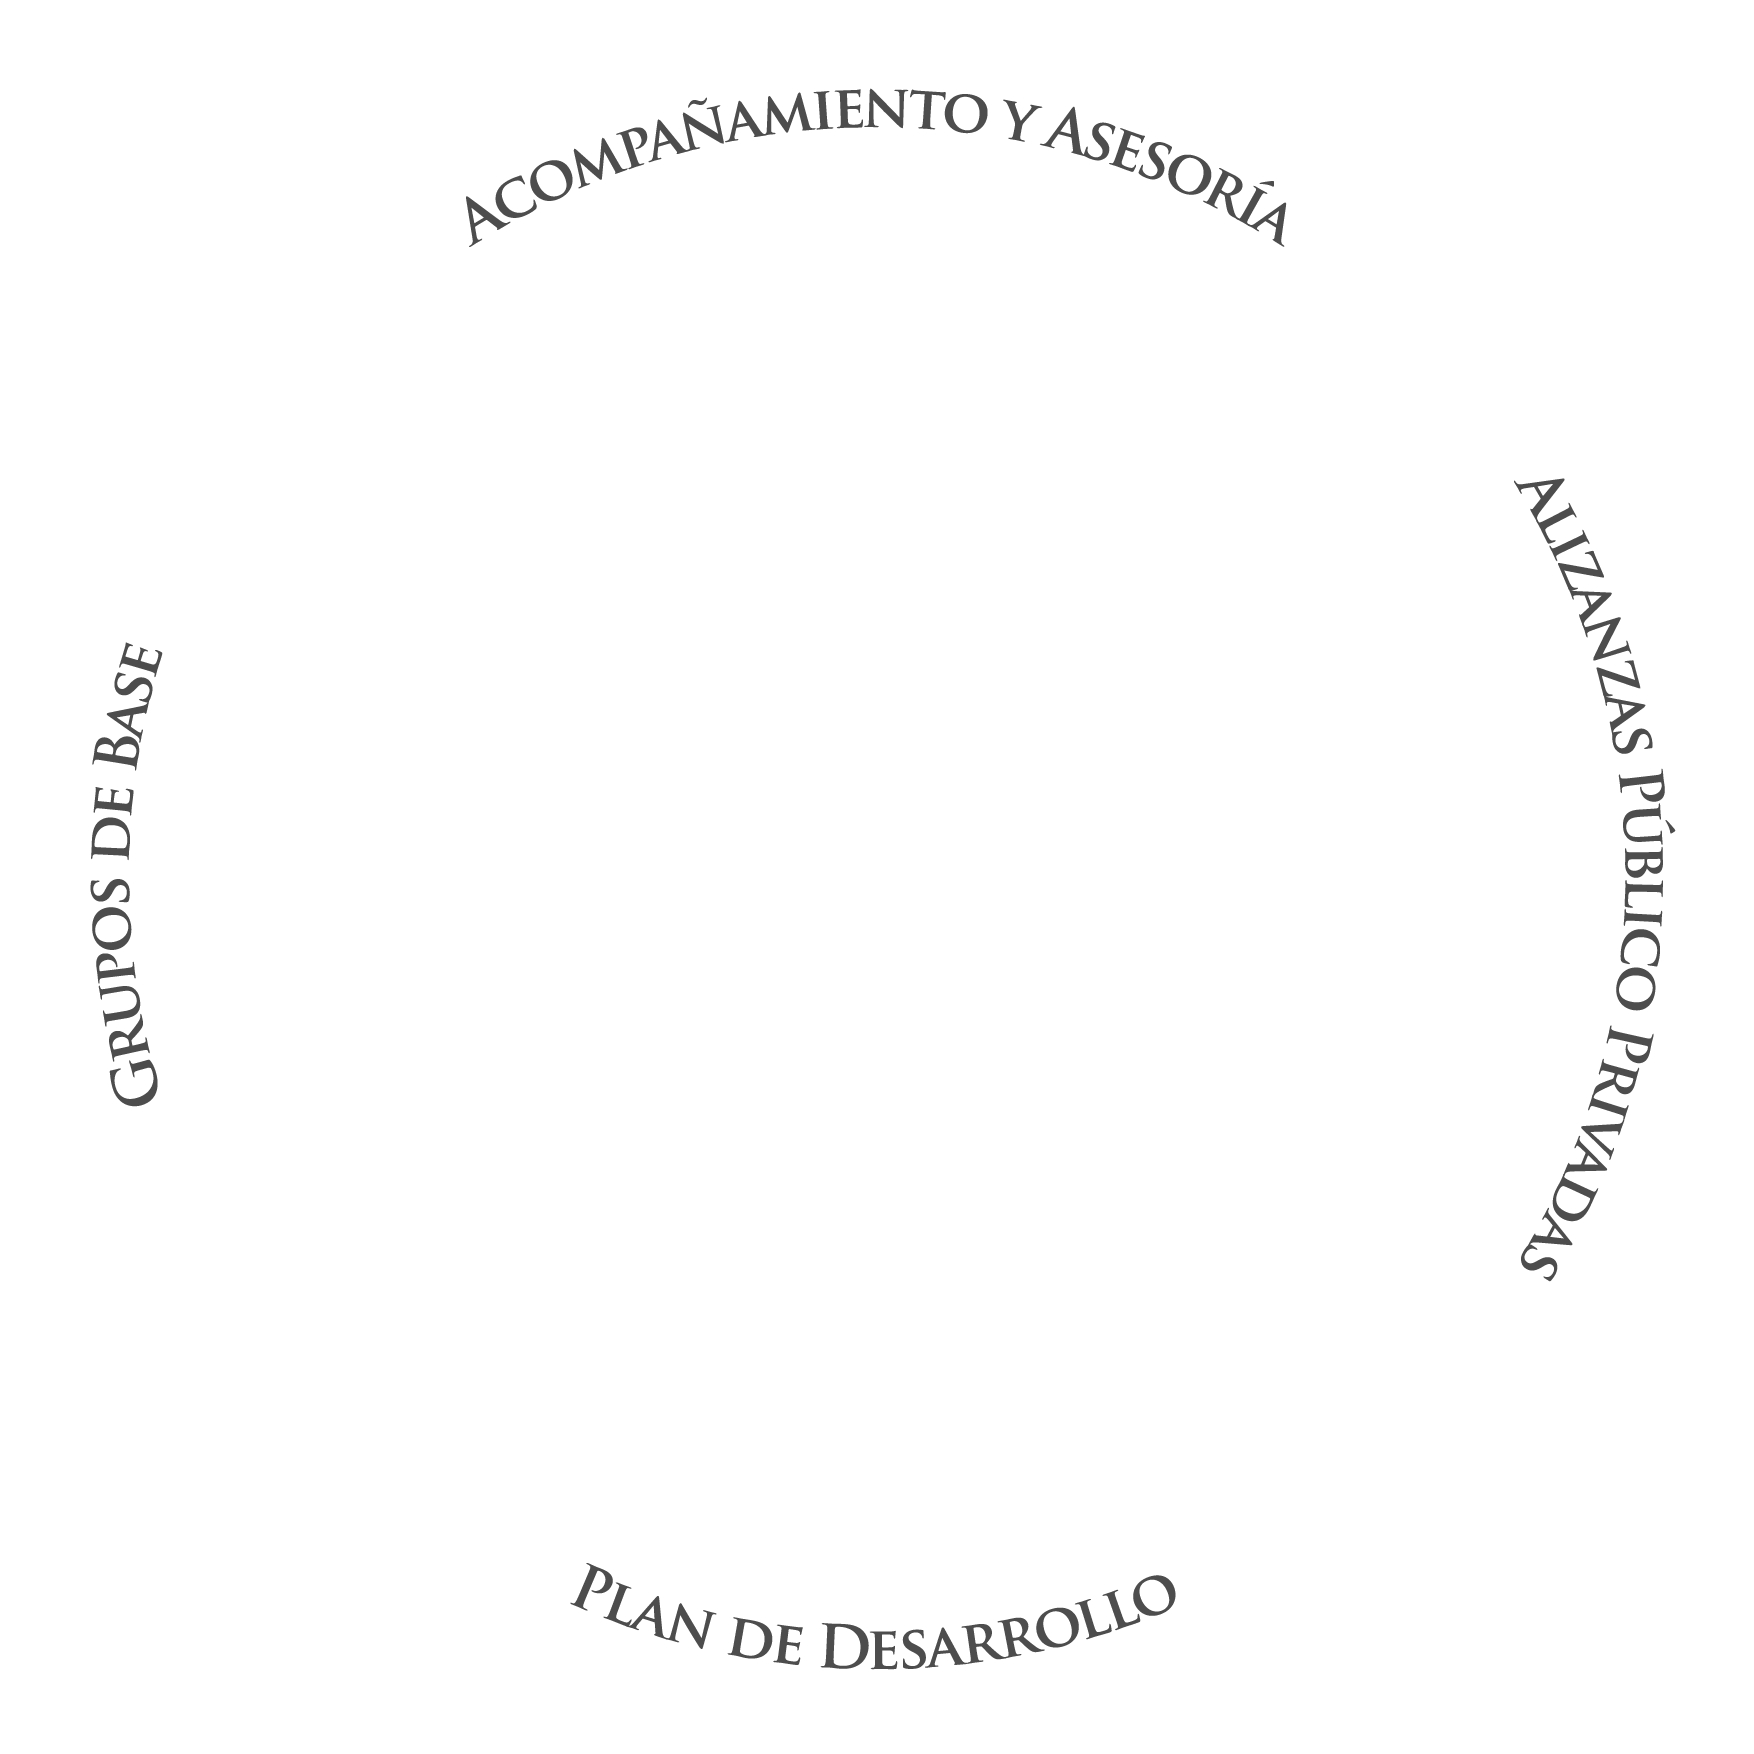 Acompañamiento y Asesoría
Alizanzas Público Privadas
Grupos de Base
Plan de Desarrollo